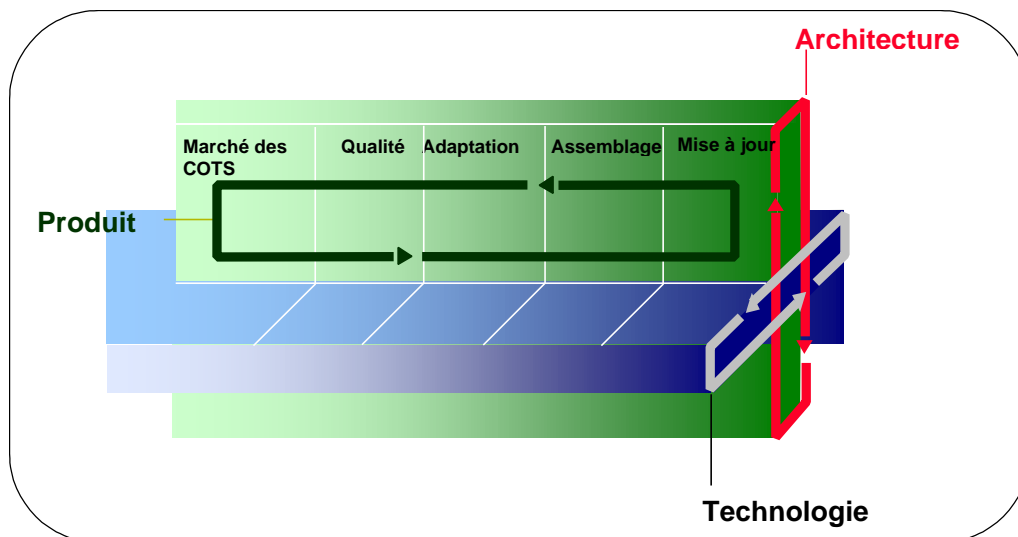 Architecture
Marché des
COTS
Qualité
Adaptation
Assemblage
Mise à jour
Produit
Technologie